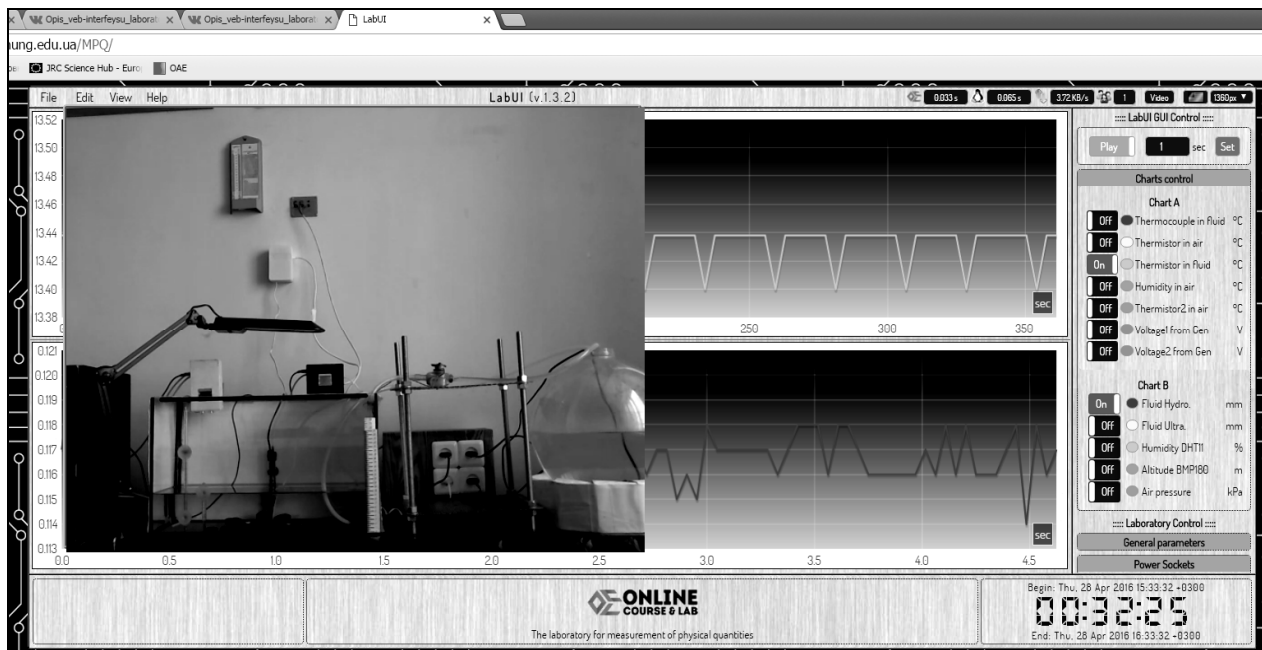 Opis_veb-interfeysu_laborat
Opis_veb-interfeysu_laborat
LabUI
nung.edu.ua/MPQ/
JRC Science Hub - Euro
OAE
File Edit View Help
LabUI (v.1.3.2)
0.033 s
0.065 s
3.72 KB/s
1
Video
1360px ▼
13.52
13.50
13.48
13.46
13.44
13.42
13.40
13.38
250 300 350
sec
0.121
0.120
0.119
0.118
0.117
0.116
0.115
0.114
0.113
0.0 0.5 1.0 1.5 2.0 2.5 3.0 3.5 4.0 4.5
sec
::::: LabUI GUI Control :::::
Play 1 sec Set
Charts control
Chart A
Off Thermocouple in fluid ºC
Off Thermistor in air ºC
On Thermistor in fluid ºC
Off Humidity in air ºC
Off Thermistor2 in air ºC
Off Voltage1 from Gen V
Off Voltage2 from Gen V
Chart B
On Fluid Hydro. mm
Off Fluid Ultra. mm
Off Humidity DHT11 %
Off Altitude BMP180 m
Off Air pressure kPa
::::: Laboratory Control :::::
General parameters
Power Sockets
ONLINE
COURSE & LAB
The laboratory for measurement of physical quantities
Begin: Thu, 28 Apr 2016 15:33:32 +0300
00:32:25
End: Thu, 28 Apr 2016 16:33:32 +0300